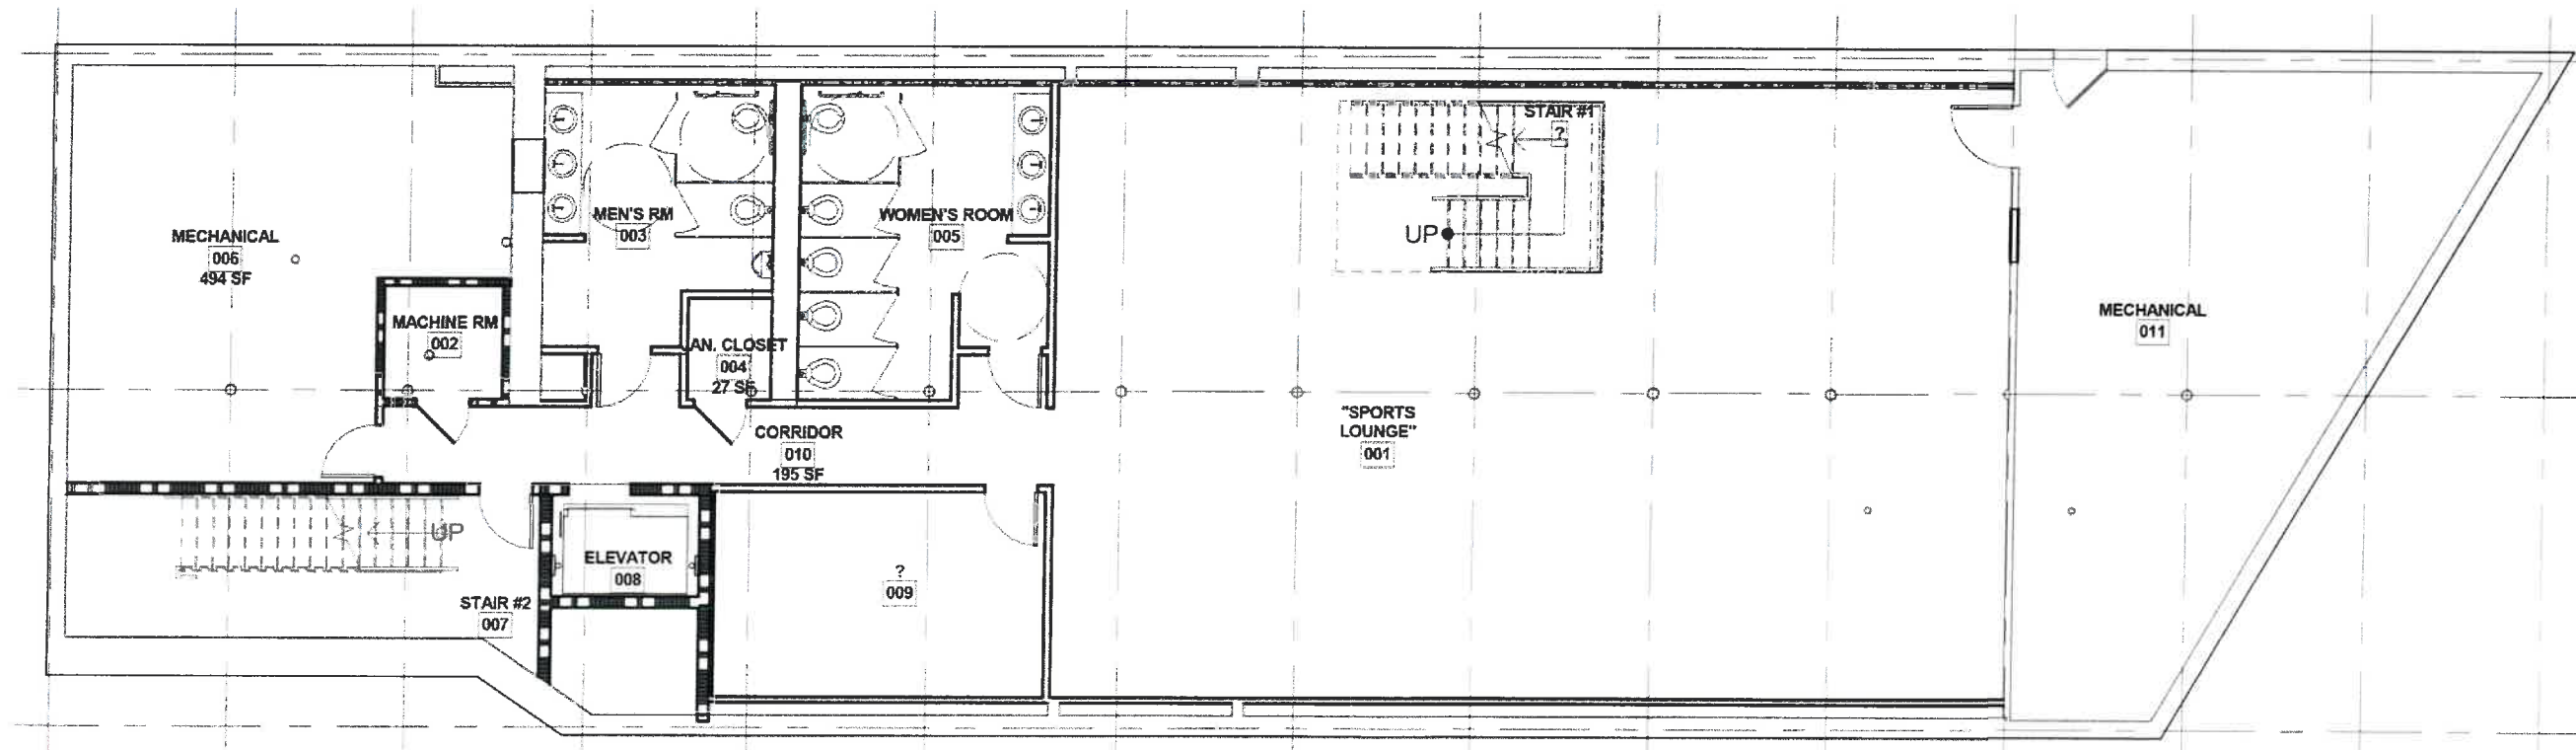 STAIR #1
?
MEN'S RM
003
WOMEN'S ROOM
005
UP
MECHANICAL
006
494 SF
MACHINE RM
002
AN. CLOSET
004
27 SF
MECHANICAL
011
"SPORTS
LOUNGE"
001
CORRIDOR
010
195 SF
UP
ELEVATOR
008
?
009
STAIR #2
007